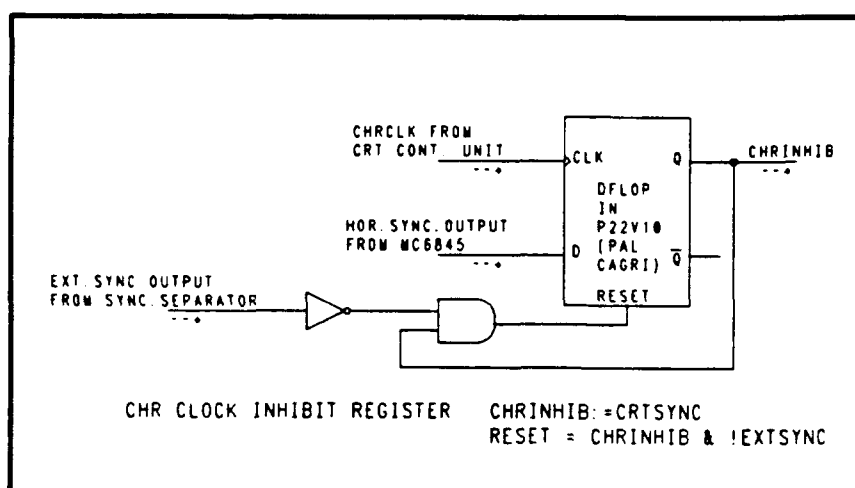 CHRCLK FROM
CRT CONT. UNIT
CLK
Q
CHRINHIB
DFLOP
IN
P22V10
(PAL
CAGRI)
HOR.SYNC.OUTPUT
FROM MC6845
D
Q
RESET
EXT.SYNC OUTPUT
FROM SYNC.SEPARATOR
CHR CLOCK INHIBIT REGISTER CHRINHIB:=CRTSYNC
RESET = CHRINHIB & !EXTSYNC